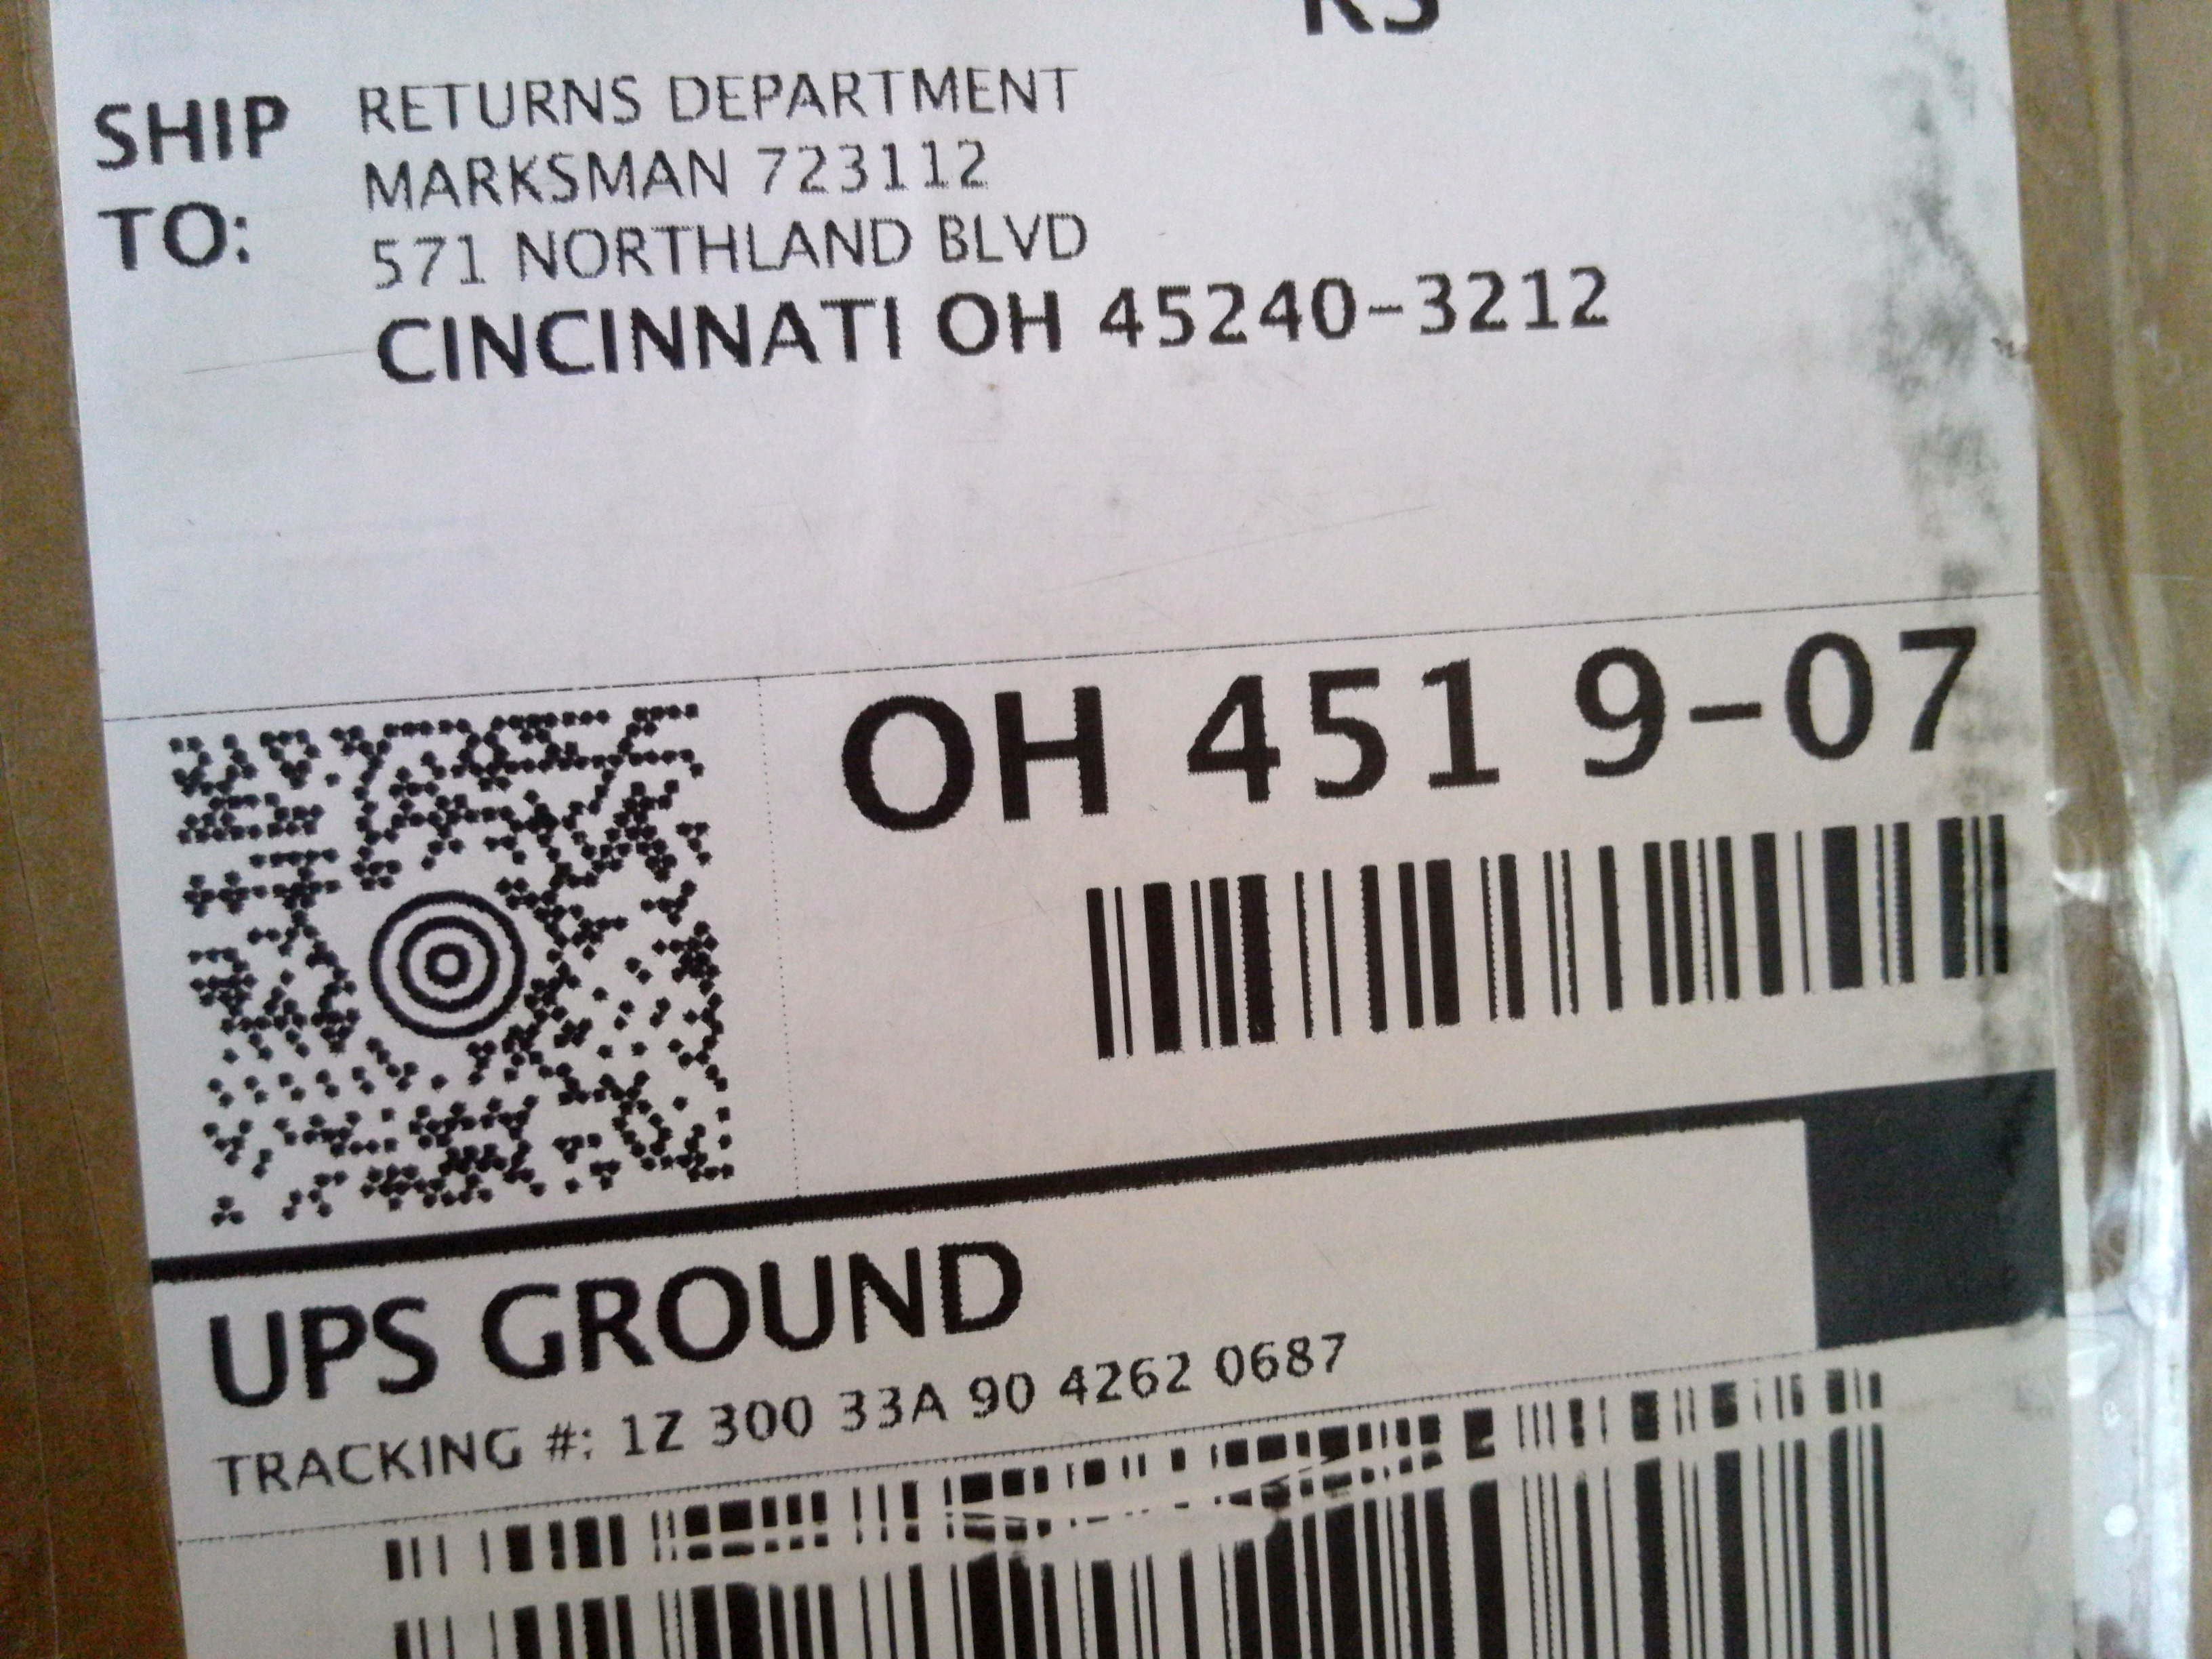 RS
SHIP TO:
RETURNS DEPARTMENT
MARKSMAN 723112
571 NORTHLAND BLVD
CINCINNATI OH 45240-3212
OH 451 9-07
UPS GROUND
TRACKING #: 1Z 300 33A 90 4262 0687